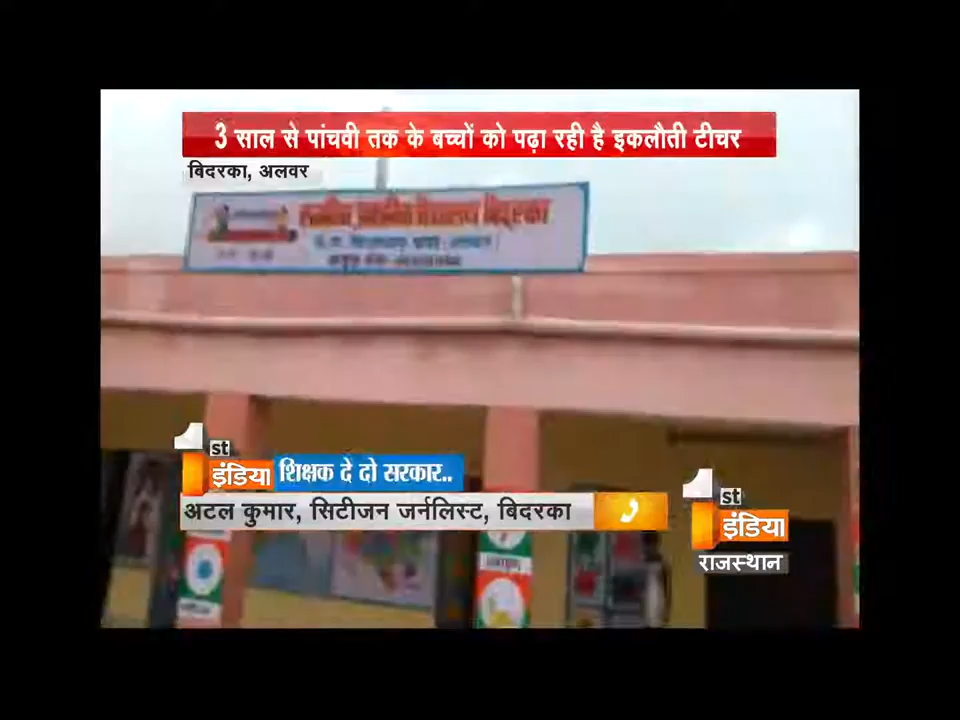 3 साल से पांचवी तक के बच्चों को पढ़ा रही है इकलौती टीचर
बिदरका, अलवर
बिदरका
1st
इंडिया
शिक्षक दे दो सरकार..
अटल कुमार, सिटीजन जर्नलिस्ट, बिदरका
1st
इंडिया
राजस्थान